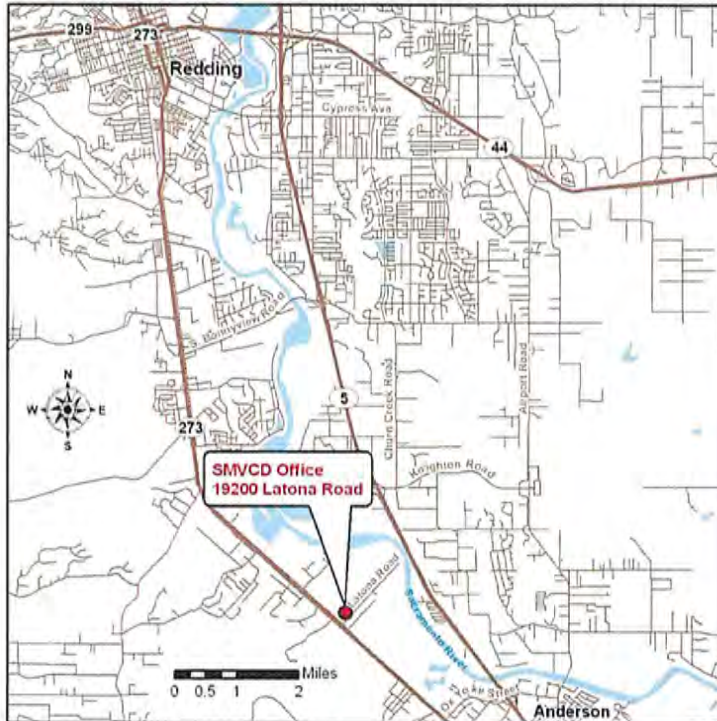 299
273
Redding
Cypress Ave
44
S. Bonnyview Road
Churn Creek Road
Airport Road
N
W
E
S
5
273
Knighton Road
SMVCD Office
19200 Latona Road
Latona Road
Sacramento River
Miles
0 0.5 1 2
Street
Anderson